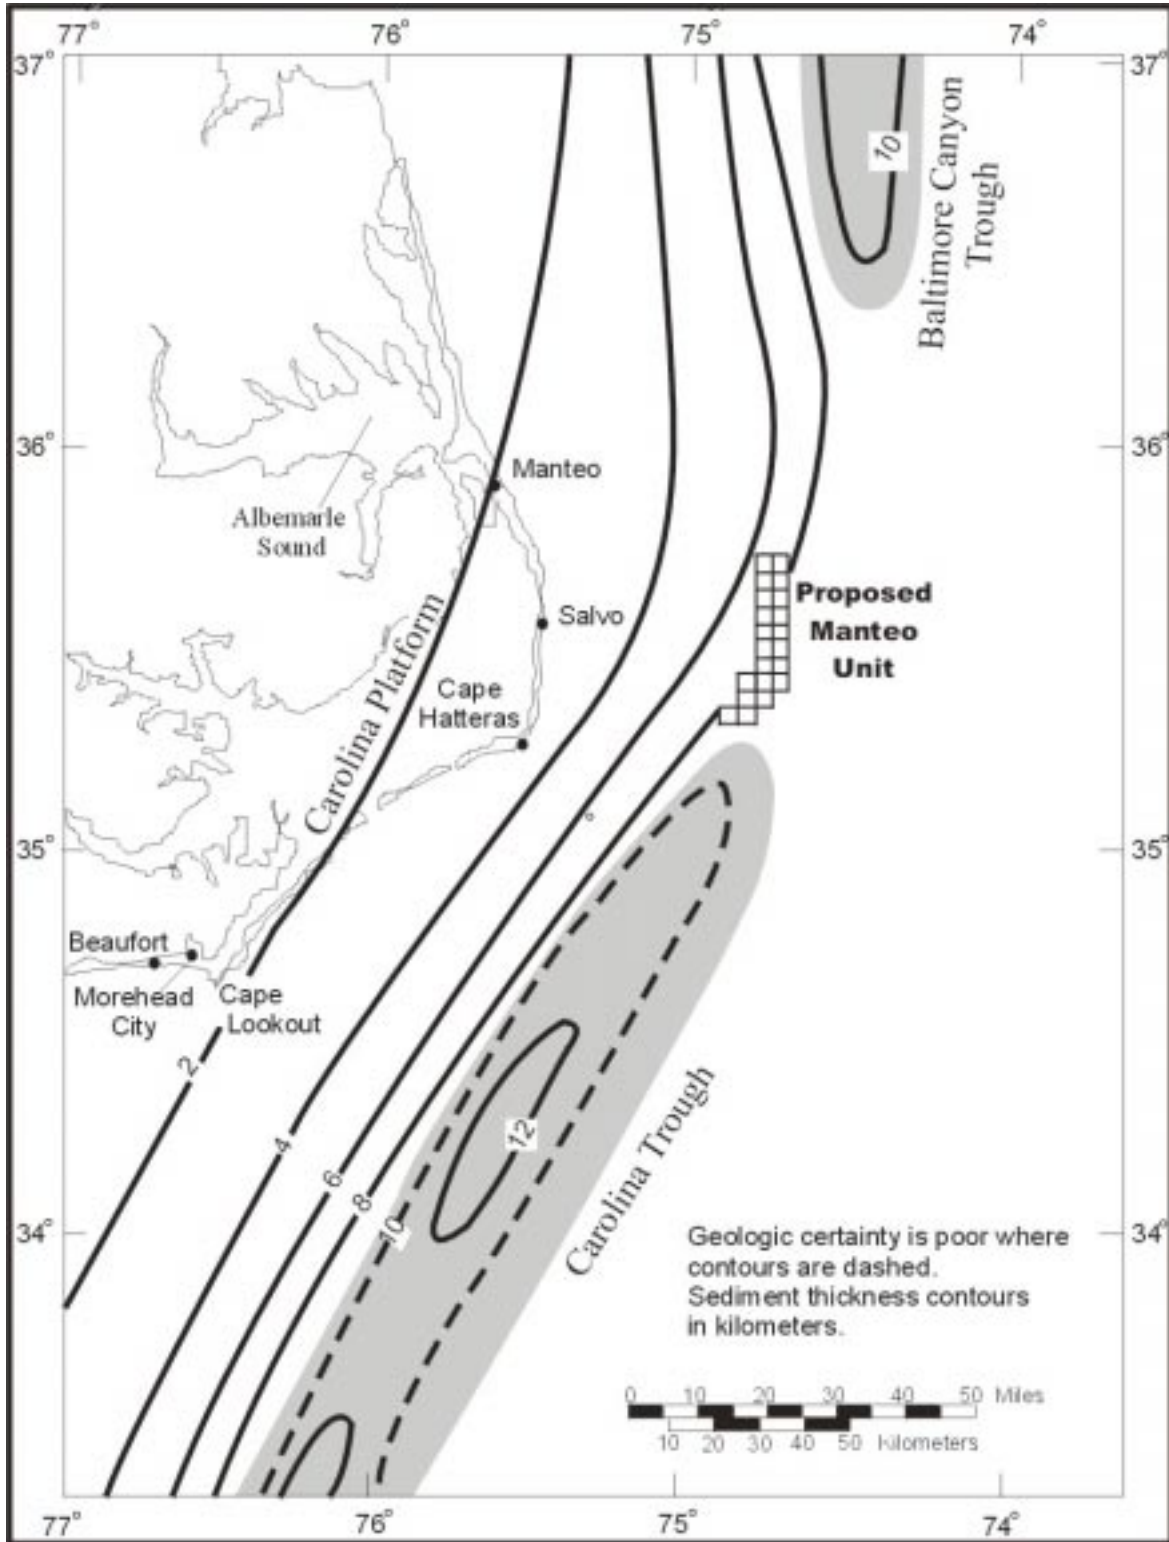 77° 76° 75° 74°
37° 37°
10
Baltimore Canyon
Trough
36° 36°
Manteo
Albemarle
Sound
Proposed
Manteo
Unit
Salvo
Carolina Platform
Cape
Hatteras
35° 35°
Beaufort
Morehead
City
Cape
Lookout
2
4
6
8
10
12
Carolina Trough
34° 34°
Geologic certainty is poor where
contours are dashed.
Sediment thickness contours
in kilometers.
0 10 20 30 40 50 Miles
10 20 30 40 50 Kilometers
77° 76° 75° 74°